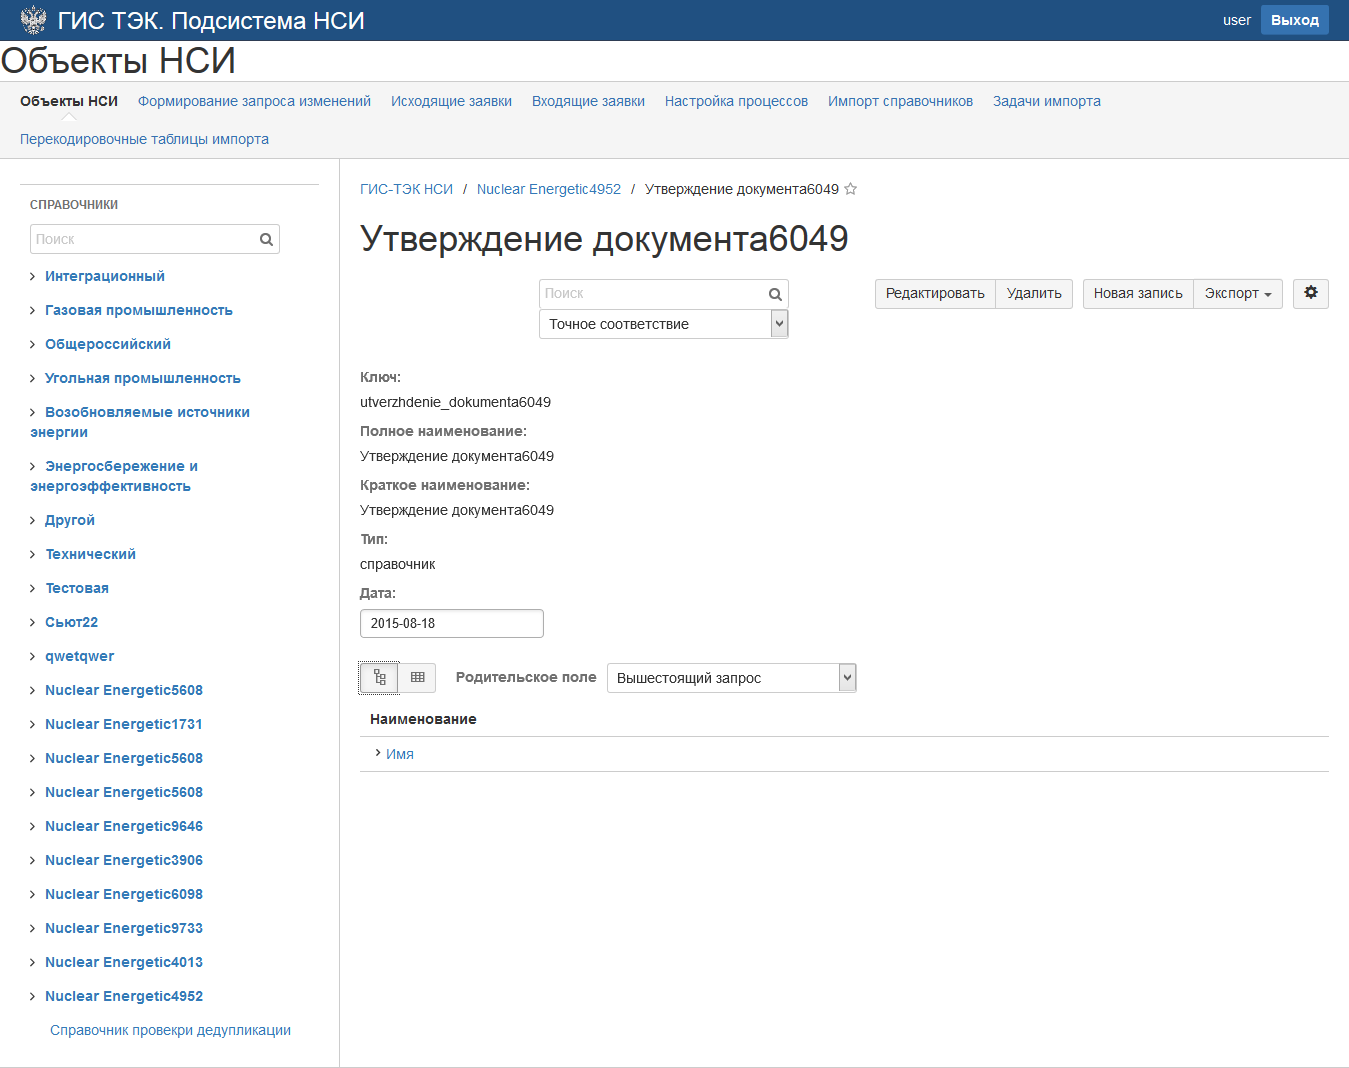 ГИС ТЭК. Подсистема НСИ
user
Выход
Объекты НСИ
Объекты НСИ
Формирование запроса изменений
Исходящие заявки
Входящие заявки
Настройка процессов
Импорт справочников
Задачи импорта
Перекодировочные таблицы импорта
СПРАВОЧНИКИ
Поиск
Интеграционный
Газовая промышленность
Общероссийский
Угольная промышленность
Возобновляемые источники
энергии
Энергосбережение и
энергоэффективность
Другой
Технический
Тестовая
Сьют22
qwetqwer
Nuclear Energetic5608
Nuclear Energetic1731
Nuclear Energetic5608
Nuclear Energetic5608
Nuclear Energetic9646
Nuclear Energetic3906
Nuclear Energetic6098
Nuclear Energetic9733
Nuclear Energetic4013
Nuclear Energetic4952
Справочник провекри дедупликации
ГИС-ТЭК НСИ / Nuclear Energetic4952 / Утверждение документа6049
Утверждение документа6049
Поиск
Точное соответствие
Редактировать
Удалить
Новая запись
Экспорт
Ключ:
utverzhdenie_dokumenta6049
Полное наименование:
Утверждение документа6049
Краткое наименование:
Утверждение документа6049
Тип:
справочник
Дата:
2015-08-18
Родительское поле
Вышестоящий запрос
Наименование
Имя